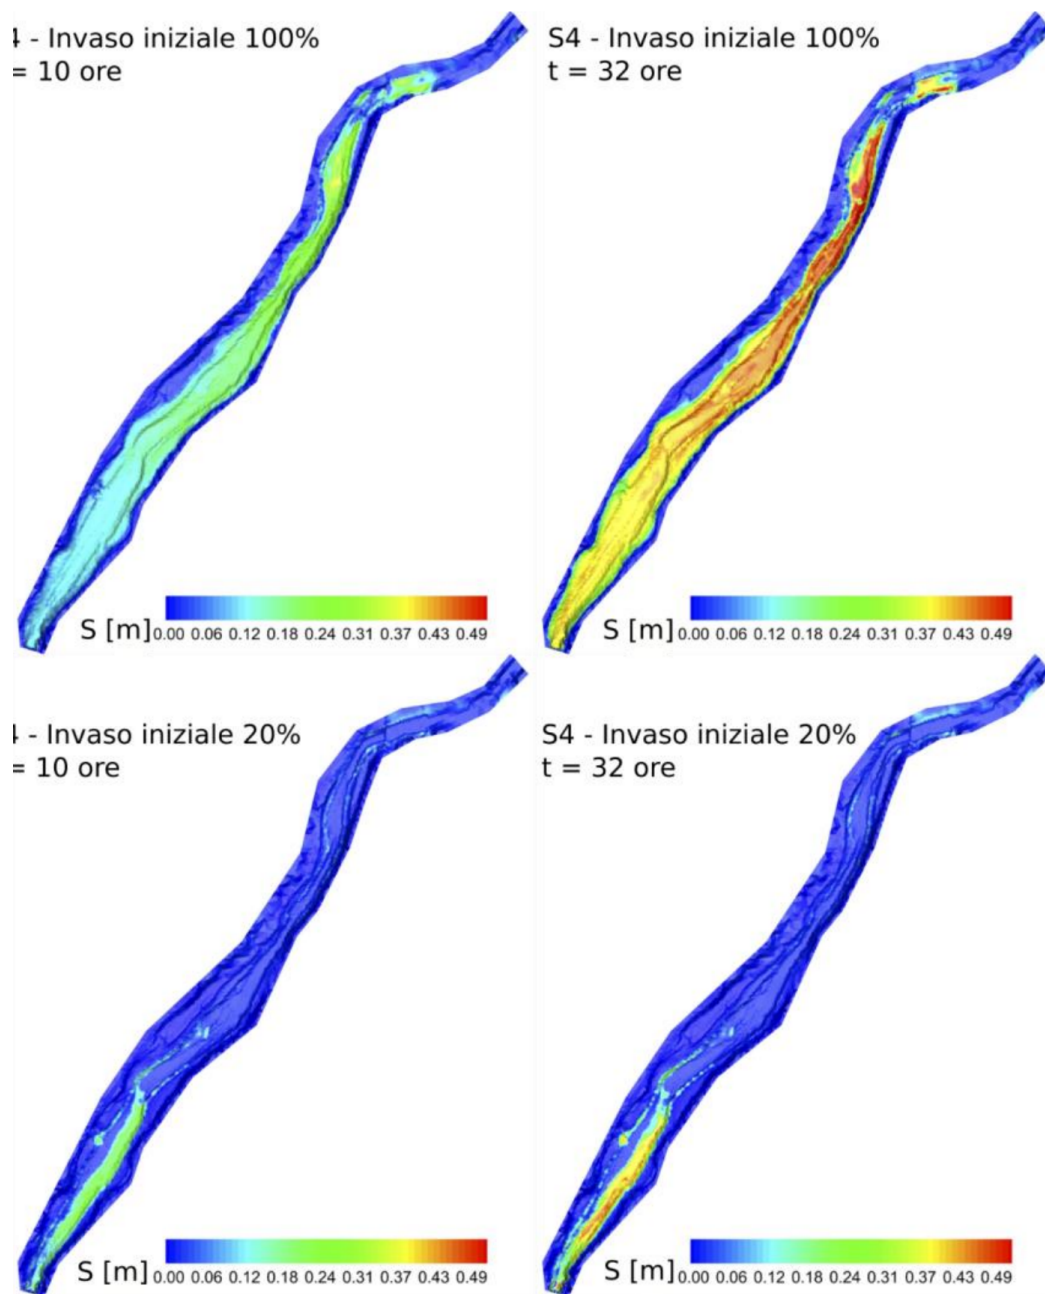 4 - Invaso iniziale 100%
= 10 ore
S4 - Invaso iniziale 100%
t = 32 ore
S [m] 0.00 0.06 0.12 0.18 0.24 0.31 0.37 0.43 0.49
S [m] 0.00 0.06 0.12 0.18 0.24 0.31 0.37 0.43 0.49
4 - Invaso iniziale 20%
= 10 ore
S4 - Invaso iniziale 20%
t = 32 ore
S [m] 0.00 0.06 0.12 0.18 0.24 0.31 0.37 0.43 0.49
S [m] 0.00 0.06 0.12 0.18 0.24 0.31 0.37 0.43 0.49